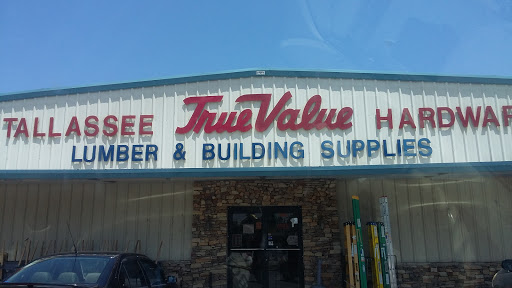 TALLASSEE True Value HARDWAR
LUMBER & BUILDING SUPPLIES